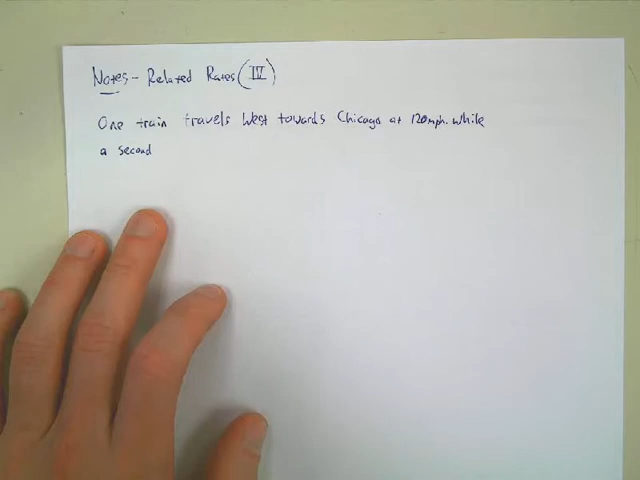 Notes - Related Rates (IV)
One train travels West towards Chicago at 120mph. while
a second